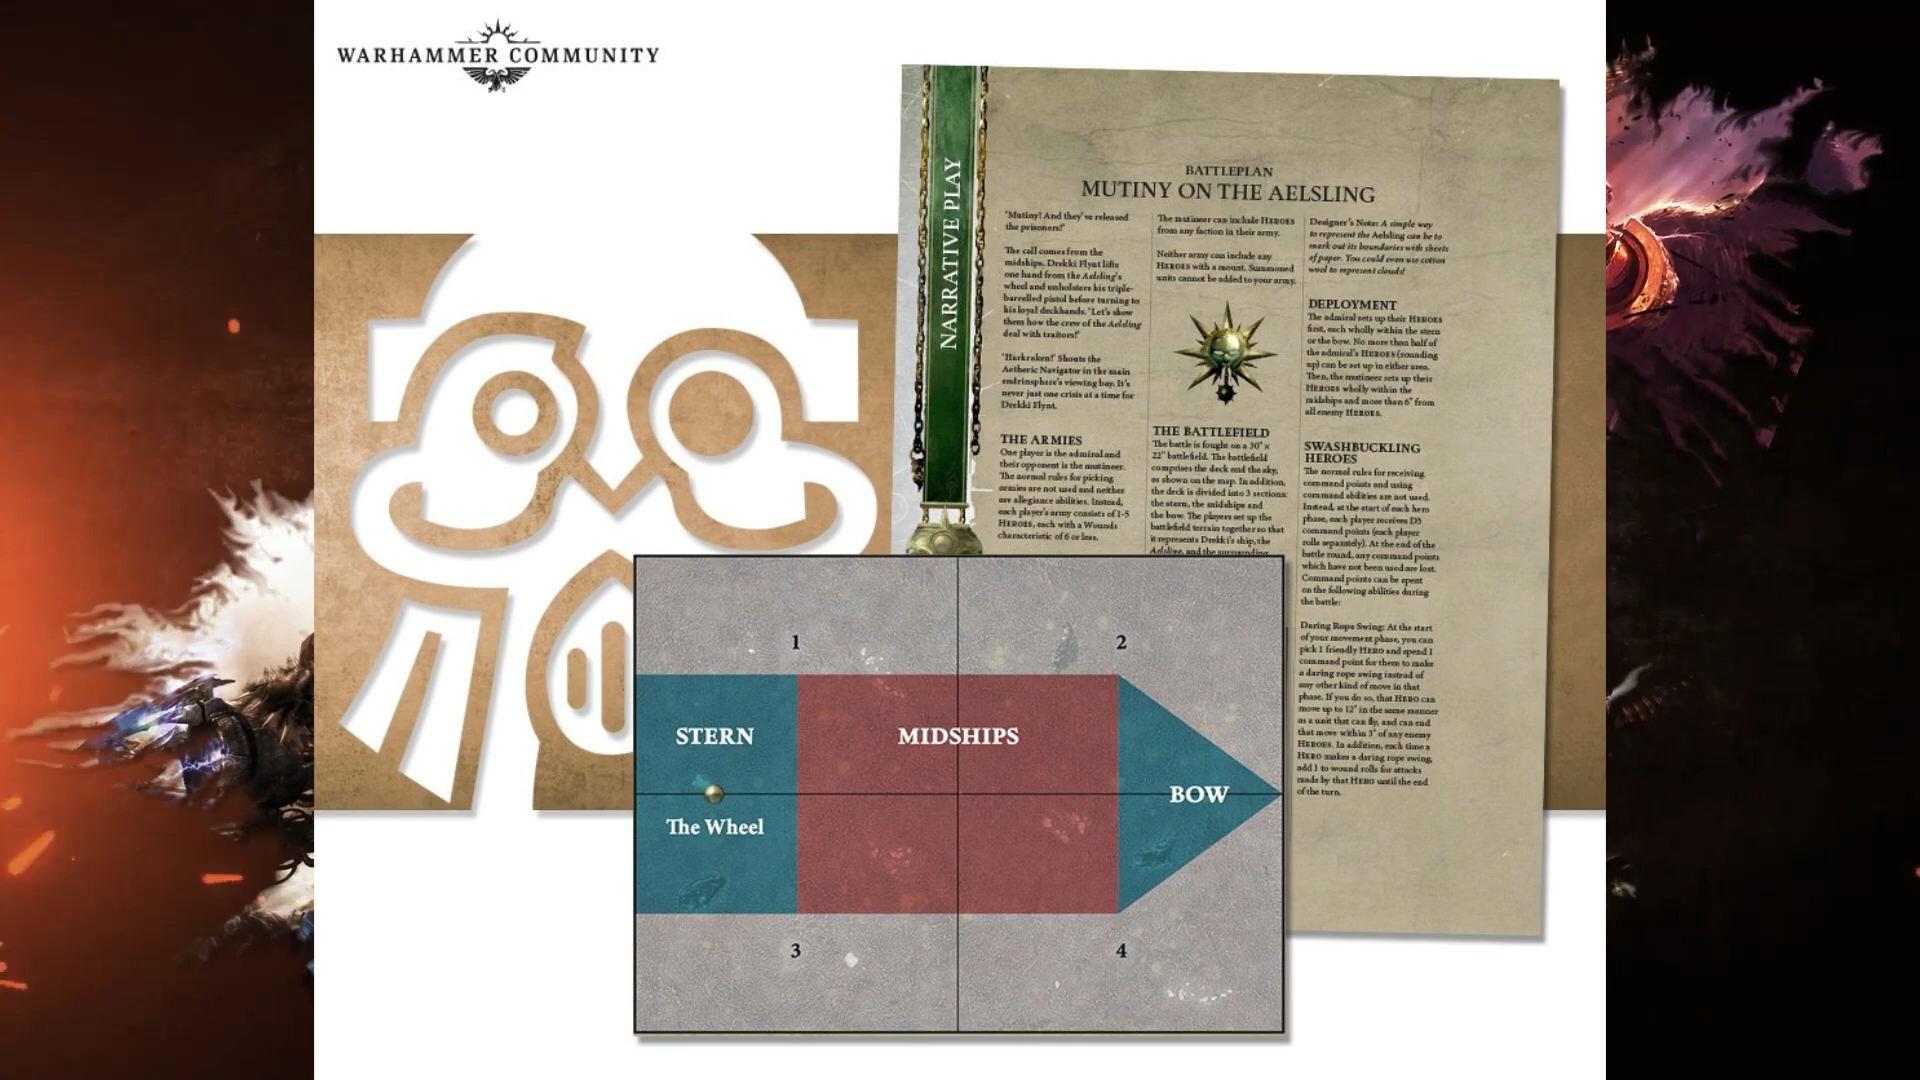 WARHAMMER COMMUNITY
NARRATIVE PLAY
BATTLEPLAN
MUTINY ON THE AELSLING
'Mutiny! And they've released
the prisoners!'
The call comes from the
midships. Drekki Flynt lifts
one hand from the Aelsling's
wheel and unholsters his triple-
barrelled pistol before turning to
his loyal deckhands. 'Let's show
them how the crew of the Aelsling
deal with traitors!'
'Harkraken!' Shouts the
Aetheric Navigator in the main
endrinsphere's viewing bay. It's
never just one crisis at a time for
Drekki Flynt.
THE ARMIES
One player is the admiral and
their opponent is the mutineer.
The normal rules for picking
armies are not used and neither
are allegiance abilities. Instead,
each player's army consists of 1-5
HEROES, each with a Wounds
characteristic of 6 or less.
The mutineer can include HEROES
from any faction in their army.
Neither army can include any
HEROES with a mount. Summoned
units cannot be added to your army.
THE BATTLEFIELD
The battle is fought on a 30" x
22" battlefield. The battlefield
comprises the deck and the sky,
as shown on the map. In addition,
the deck is divided into 3 sections:
the stern, the midships and
the bow. The players set up the
battlefield terrain together so that
it represents Drekki's ship, the
Aelsling, and the surrounding
Designer's Note: A simple way
to represent the Aelsling can be to
mark out its boundaries with sheets
of paper. You could even use cotton
wool to represent clouds!
DEPLOYMENT
The admiral sets up their HEROES
first, each wholly within the stern
or the bow. No more than half of
the admiral's HEROES (rounding
up) can be set up in either area.
Then, the mutineer sets up their
HEROES wholly within the
midships and more than 6" from
all enemy HEROES.
SWASHBUCKLING
HEROES
The normal rules for receiving
command points and using
command abilities are not used.
Instead, at the start of each hero
phase, each player receives D3
command points (each player
rolls separately). At the end of the
battle round, any command points
which have not been used are lost.
Command points can be spent
on the following abilities during
the battle:
Daring Rope Swing: At the start
of your movement phase, you can
pick 1 friendly HERO and spend 1
command point for them to make
a daring rope swing instead of
any other kind of move in that
phase. If you do so, that HERO can
move up to 12" in the same manner
as a unit that can fly, and can end
that move within 3" of any enemy
HEROES. In addition, each time a
HERO makes a daring rope swing,
add 1 to wound rolls for attacks
made by that HERO until the end
of the turn.
1
2
STERN
MIDSHIPS
BOW
The Wheel
3
4